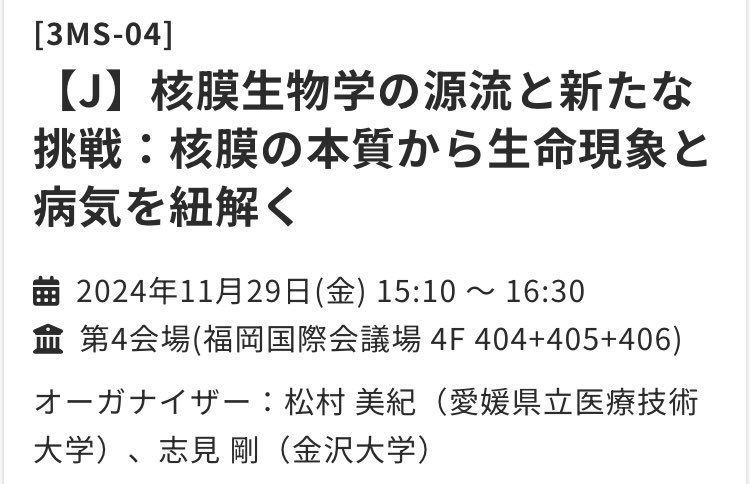 [3MS-04]
【J】核膜生物学の源流と新たな
挑戦：核膜の本質から生命現象と
病気を紐解く
2024年11月29日(金) 15:10 ～ 16:30
第4会場(福岡国際会議場 4F 404+405+406)
オーガナイザー：松村 美紀（愛媛県立医療技術
大学）、志見 剛（金沢大学）